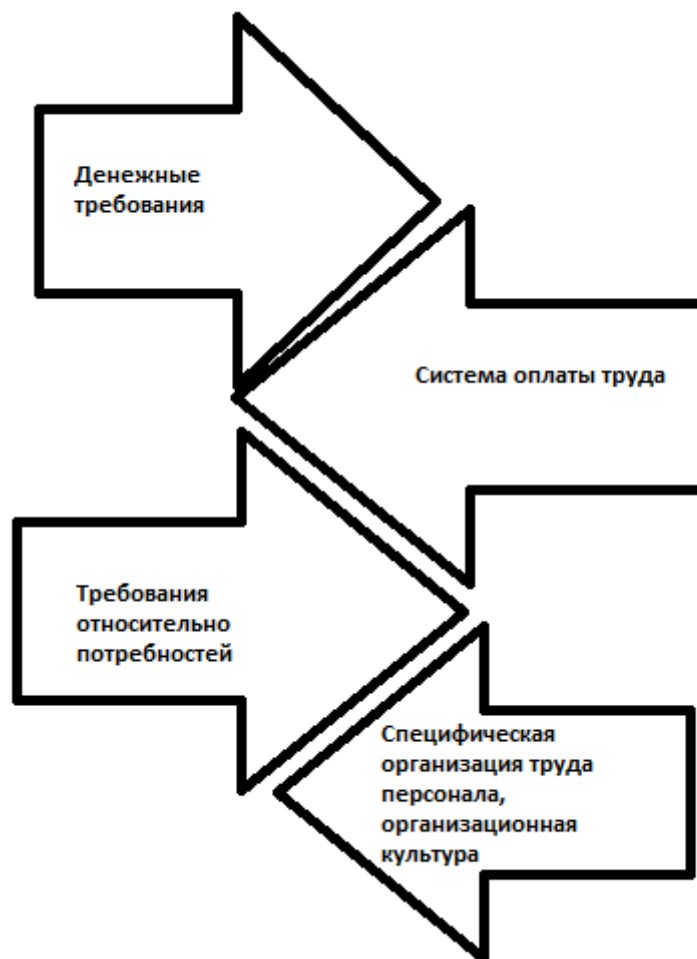 Денежные
требования
Система оплаты труда
Требования
относительно
потребностей
Специфическая
организация труда
персонала,
организационная
культура